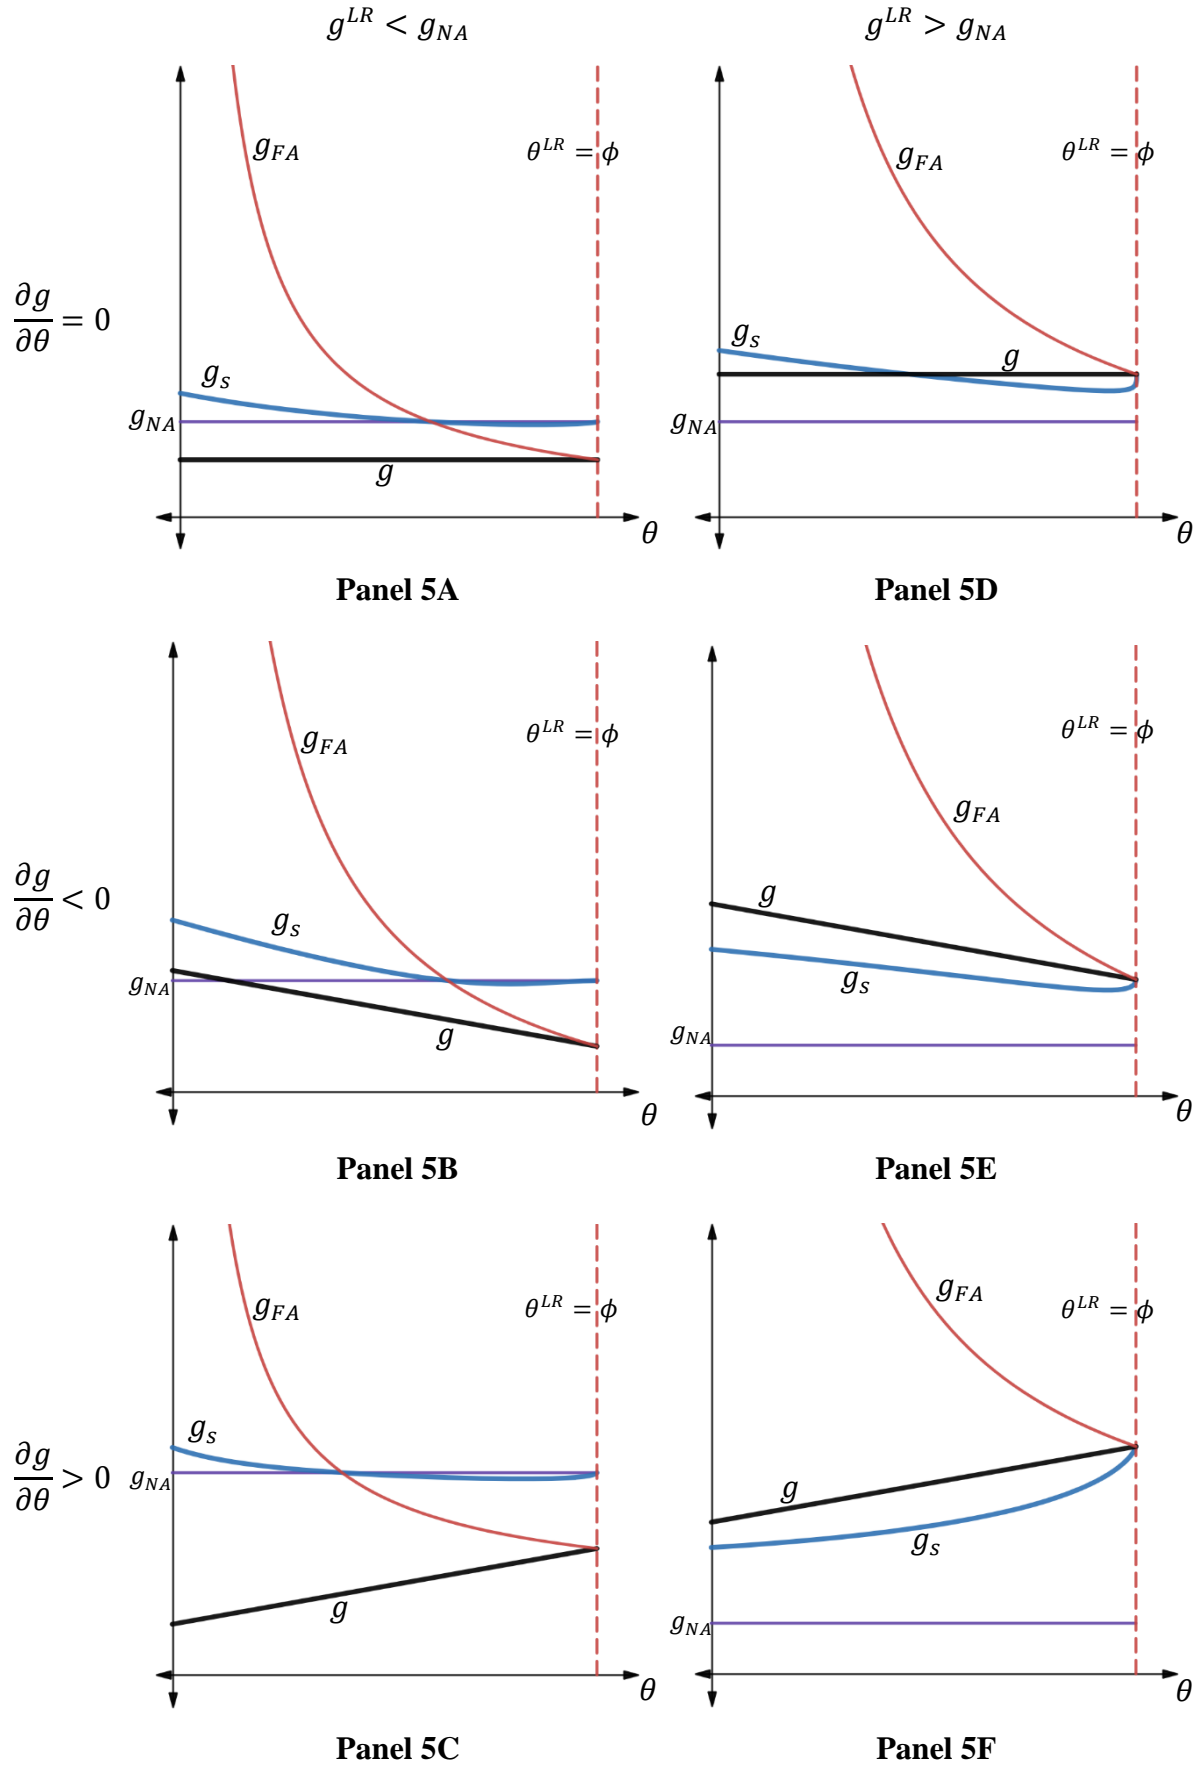 g^{LR} < g_{NA}
g^{LR} > g_{NA}
∂g/∂θ = 0
g_{FA}
θ^{LR} = ϕ
g_s
g_{NA}
g
θ
Panel 5A
g_{FA}
θ^{LR} = ϕ
g_s
g
g_{NA}
θ
Panel 5D
∂g/∂θ < 0
g_{FA}
θ^{LR} = ϕ
g_s
g_{NA}
g
θ
Panel 5B
θ^{LR} = ϕ
g_{FA}
g
g_s
g_{NA}
θ
Panel 5E
∂g/∂θ > 0
g_{FA}
θ^{LR} = ϕ
g_s
g_{NA}
g
θ
Panel 5C
g_{FA}
θ^{LR} = ϕ
g
g_s
g_{NA}
θ
Panel 5F